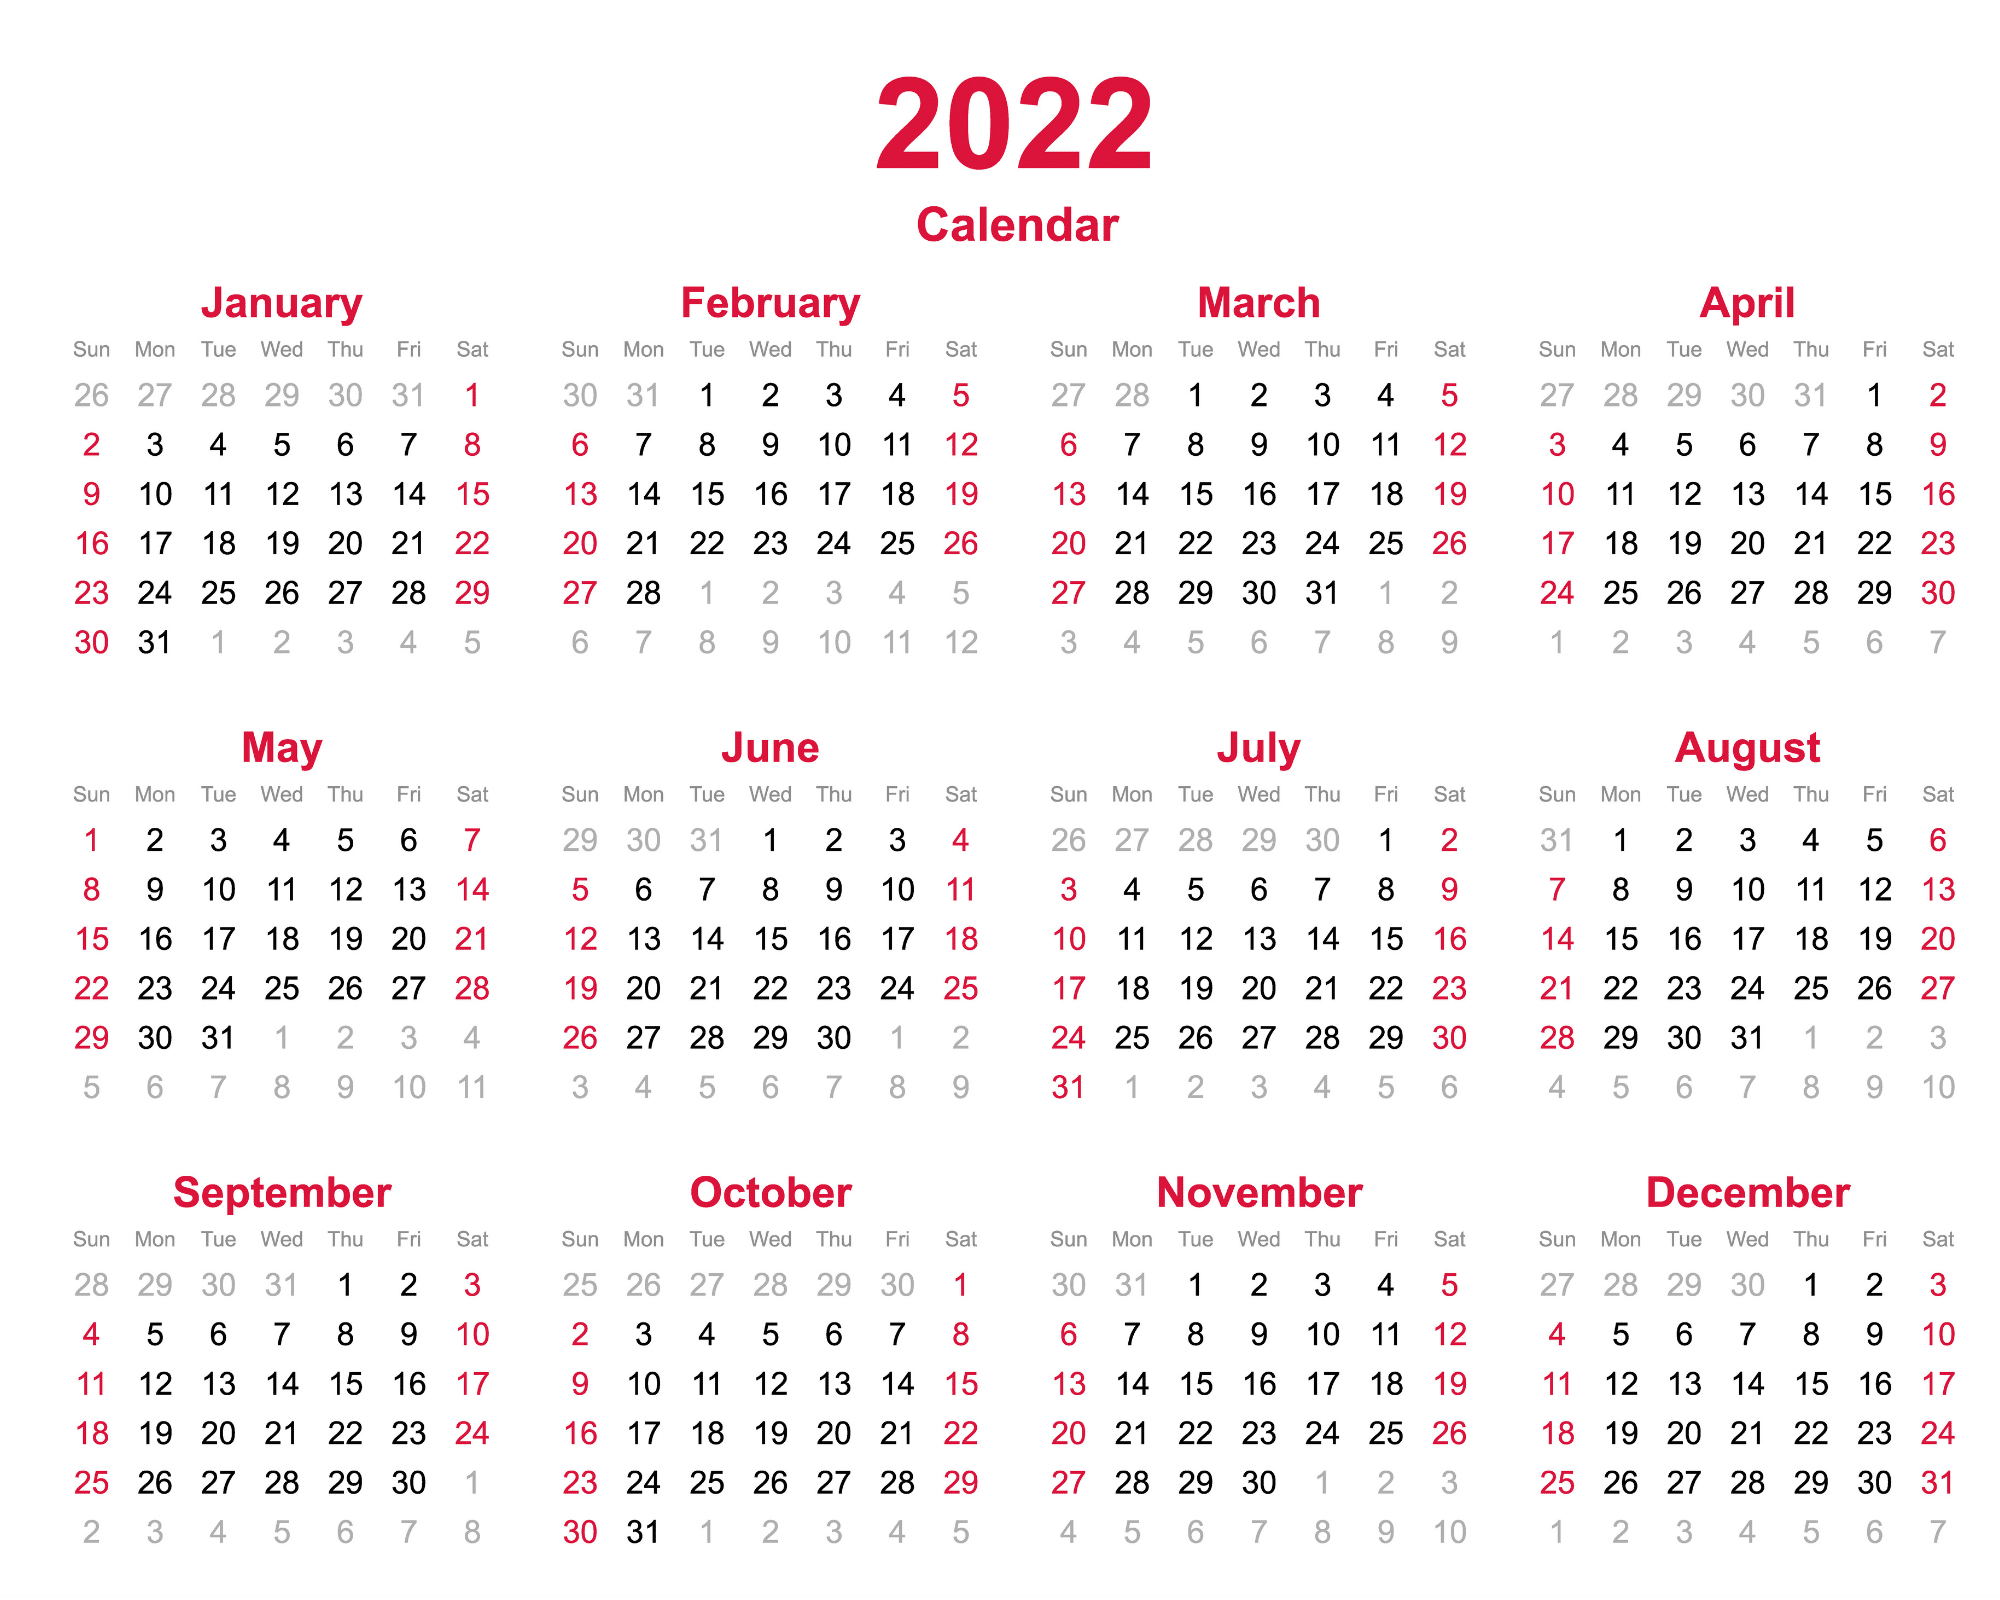 2022
Calendar
January
Sun Mon Tue Wed Thu Fri Sat
26 27 28 29 30 31 1
2 3 4 5 6 7 8
9 10 11 12 13 14 15
16 17 18 19 20 21 22
23 24 25 26 27 28 29
30 31 1 2 3 4 5
February
Sun Mon Tue Wed Thu Fri Sat
30 31 1 2 3 4 5
6 7 8 9 10 11 12
13 14 15 16 17 18 19
20 21 22 23 24 25 26
27 28 1 2 3 4 5
6 7 8 9 10 11 12
March
Sun Mon Tue Wed Thu Fri Sat
27 28 1 2 3 4 5
6 7 8 9 10 11 12
13 14 15 16 17 18 19
20 21 22 23 24 25 26
27 28 29 30 31 1 2
3 4 5 6 7 8 9
April
Sun Mon Tue Wed Thu Fri Sat
27 28 29 30 31 1 2
3 4 5 6 7 8 9
10 11 12 13 14 15 16
17 18 19 20 21 22 23
24 25 26 27 28 29 30
1 2 3 4 5 6 7
May
Sun Mon Tue Wed Thu Fri Sat
1 2 3 4 5 6 7
8 9 10 11 12 13 14
15 16 17 18 19 20 21
22 23 24 25 26 27 28
29 30 31 1 2 3 4
5 6 7 8 9 10 11
June
Sun Mon Tue Wed Thu Fri Sat
29 30 31 1 2 3 4
5 6 7 8 9 10 11
12 13 14 15 16 17 18
19 20 21 22 23 24 25
26 27 28 29 30 1 2
3 4 5 6 7 8 9
July
Sun Mon Tue Wed Thu Fri Sat
26 27 28 29 30 1 2
3 4 5 6 7 8 9
10 11 12 13 14 15 16
17 18 19 20 21 22 23
24 25 26 27 28 29 30
31 1 2 3 4 5 6
August
Sun Mon Tue Wed Thu Fri Sat
31 1 2 3 4 5 6
7 8 9 10 11 12 13
14 15 16 17 18 19 20
21 22 23 24 25 26 27
28 29 30 31 1 2 3
4 5 6 7 8 9 10
September
Sun Mon Tue Wed Thu Fri Sat
28 29 30 31 1 2 3
4 5 6 7 8 9 10
11 12 13 14 15 16 17
18 19 20 21 22 23 24
25 26 27 28 29 30 1
2 3 4 5 6 7 8
October
Sun Mon Tue Wed Thu Fri Sat
25 26 27 28 29 30 1
2 3 4 5 6 7 8
9 10 11 12 13 14 15
16 17 18 19 20 21 22
23 24 25 26 27 28 29
30 31 1 2 3 4 5
November
Sun Mon Tue Wed Thu Fri Sat
30 31 1 2 3 4 5
6 7 8 9 10 11 12
13 14 15 16 17 18 19
20 21 22 23 24 25 26
27 28 29 30 1 2 3
4 5 6 7 8 9 10
December
Sun Mon Tue Wed Thu Fri Sat
27 28 29 30 1 2 3
4 5 6 7 8 9 10
11 12 13 14 15 16 17
18 19 20 21 22 23 24
25 26 27 28 29 30 31
1 2 3 4 5 6 7